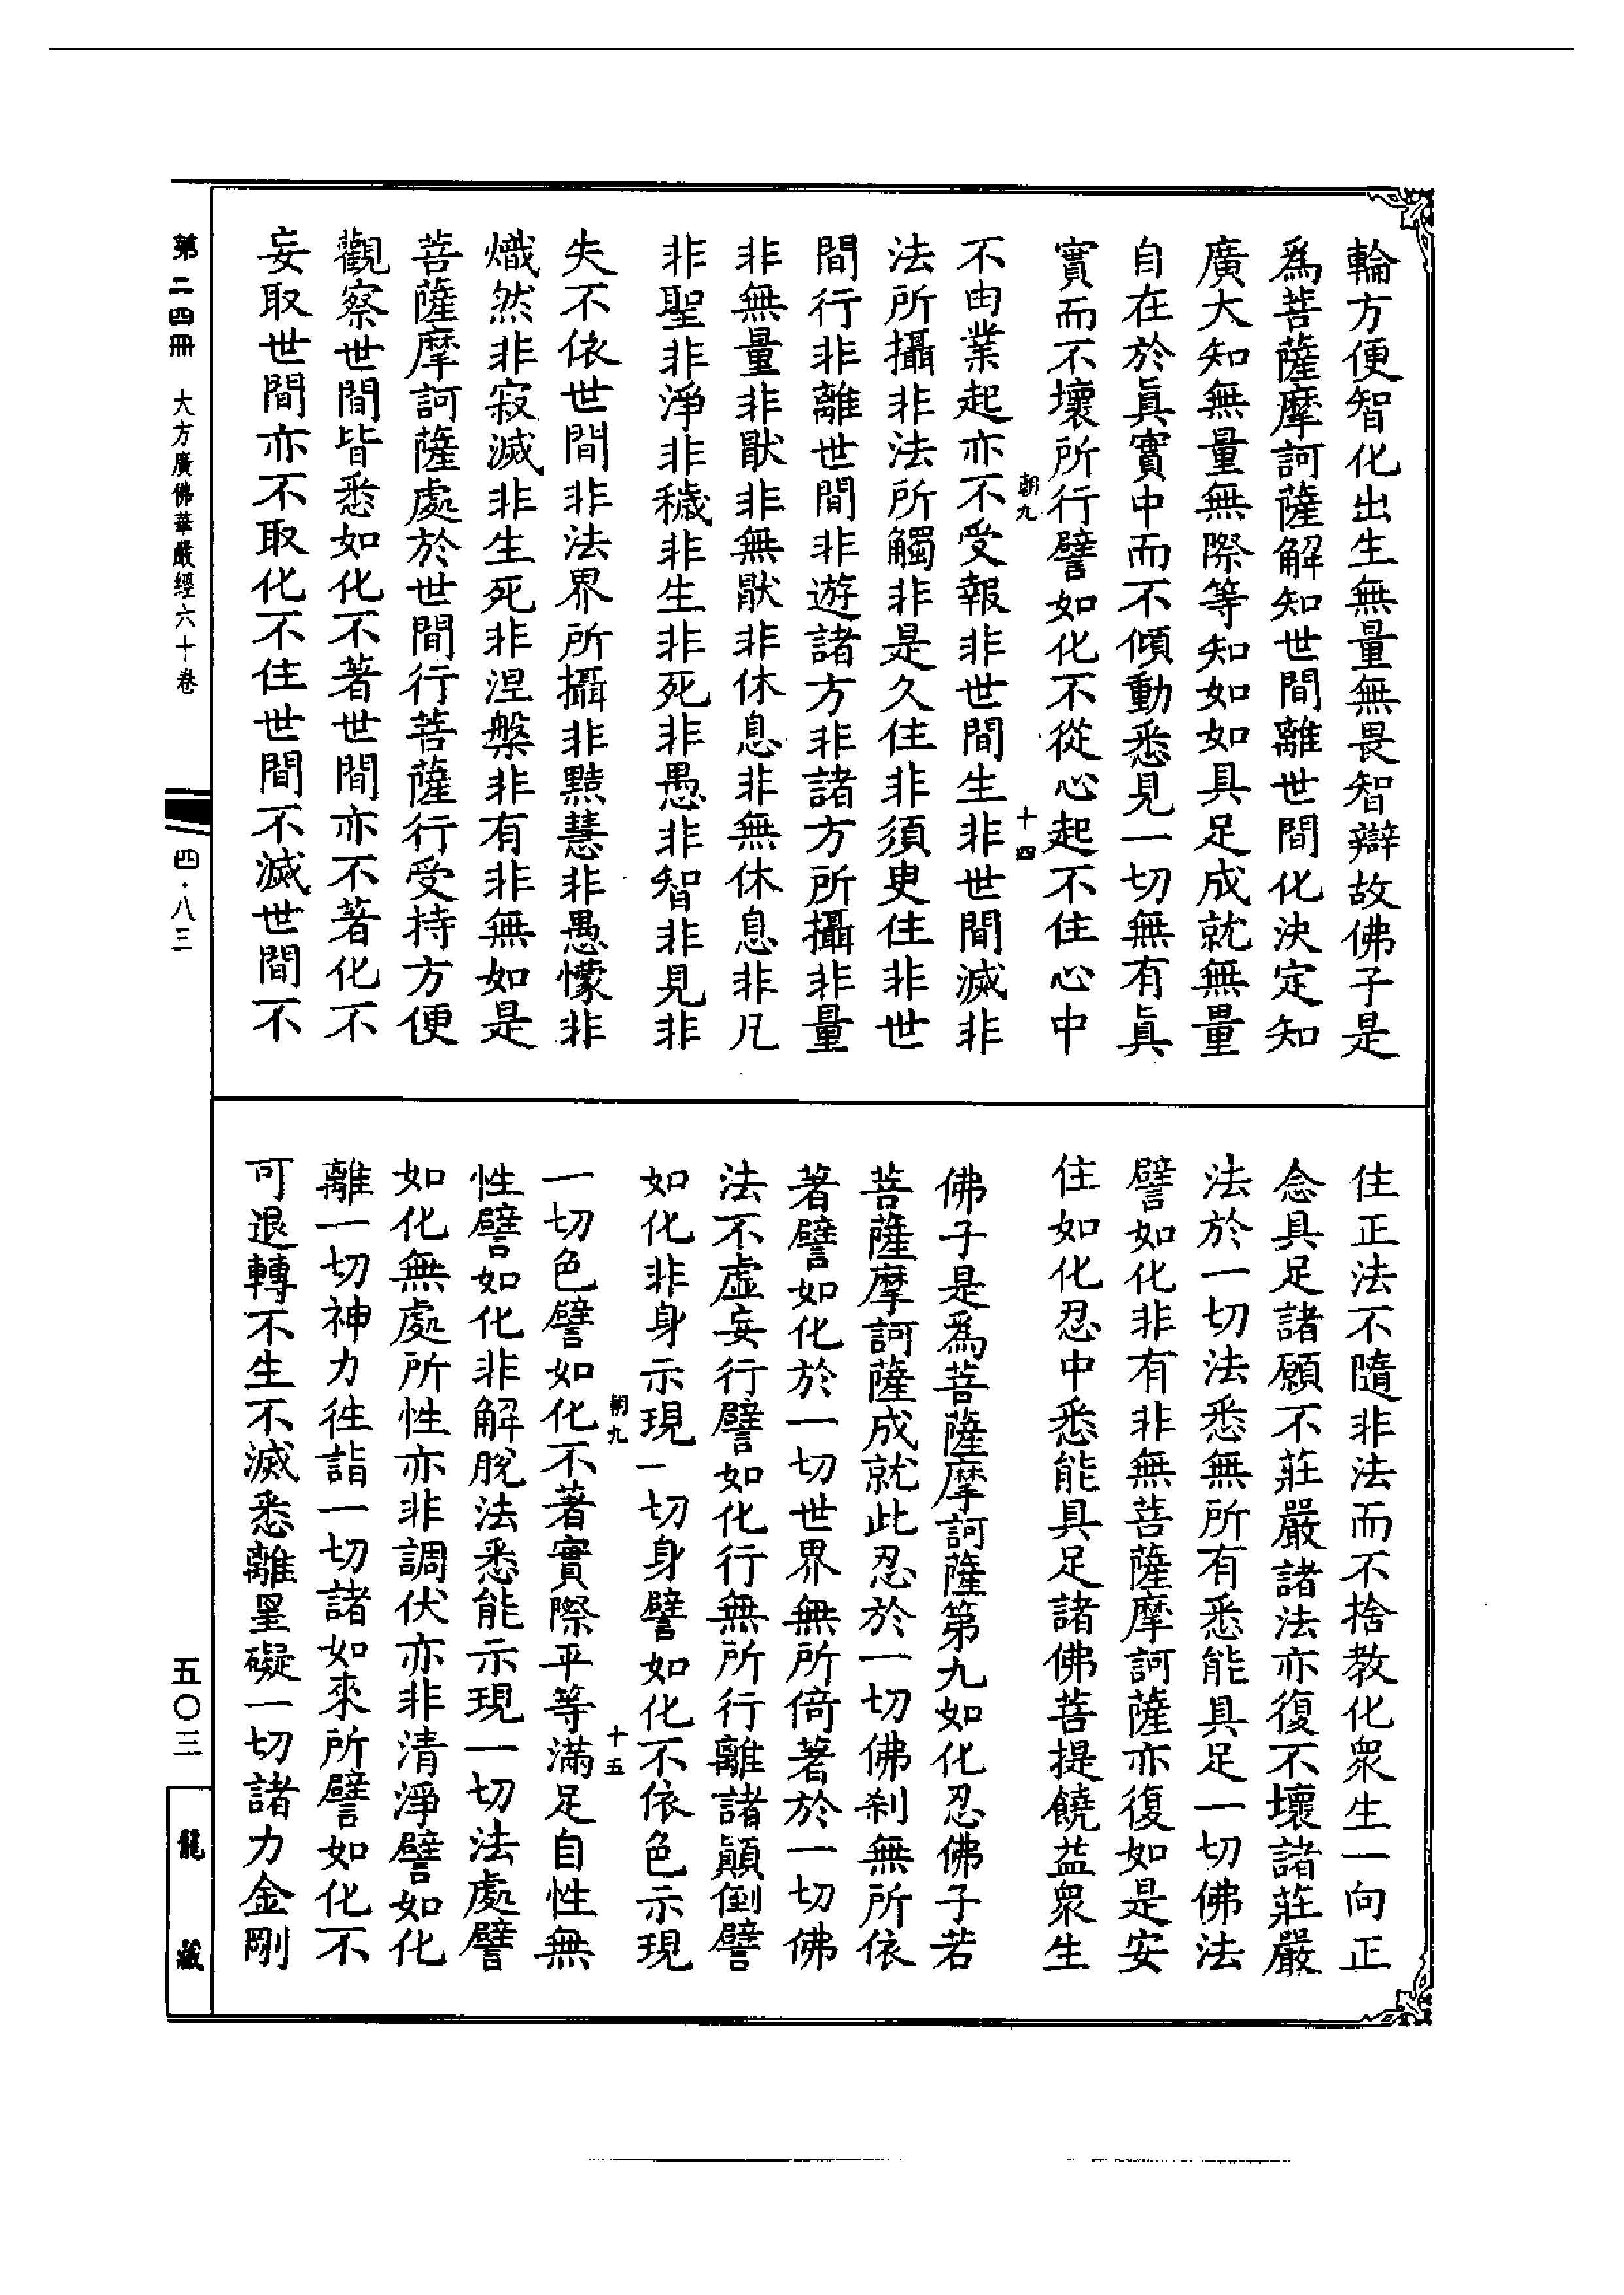 輪方便智化出生無量無畏智辯故佛子是
爲菩薩摩訶薩解知世間離世間化決定知
廣大知無量無際等知如如具足成就無量
自在於眞實中而不傾動悉見一切無有眞
實而不壞所行譬如化不從心起不住心中
朝九
十四
不由業起亦不受報非世間生非世間滅非
法所攝非法所觸非是久住非須臾住非世
間行非離世間非遊諸方非諸方所攝非量
非無量非猒非無猒非休息非無休息非凡
非聖非淨非穢非生非死非愚非智非見非
失不依世間非法界所攝非黠慧非愚懞非
熾然非寂滅非生死非涅槃非有非無如是
菩薩摩訶薩處於世間行菩薩行受持方便
觀察世間皆悉如化不著世間亦不著化不
妄取世間亦不取化不住世間不滅世間不
住正法不隨非法而不捨教化衆生一向正
念具足諸願不莊嚴諸法亦復不壞諸莊嚴
法於一切法悉無所有悉能具足一切佛法
譬如化非有非無菩薩摩訶薩亦復如是安
住如化忍中悉能具足諸佛菩提饒益衆生
佛子是爲菩薩摩訶薩第九如化忍佛子若
菩薩摩訶薩成就此忍於一切佛刹無所依
著譬如化於一切世界無所倚著於一切佛
法不虛妄行譬如化行無所行離諸顚倒譬
如化非身示現一切身譬如化不依色示現
朝九
十五
一切色譬如化不著實際平等滿足自性無
性譬如化非解脫法悉能示現一切法處譬
如化無處所性亦非調伏亦非清淨譬如化
離一切神力往詣一切諸如來所譬如化不
可退轉不生不滅悉離罣礙一切諸力金剛
第二四冊 大方廣佛華嚴經六十卷
四·八三
五〇三
龍藏